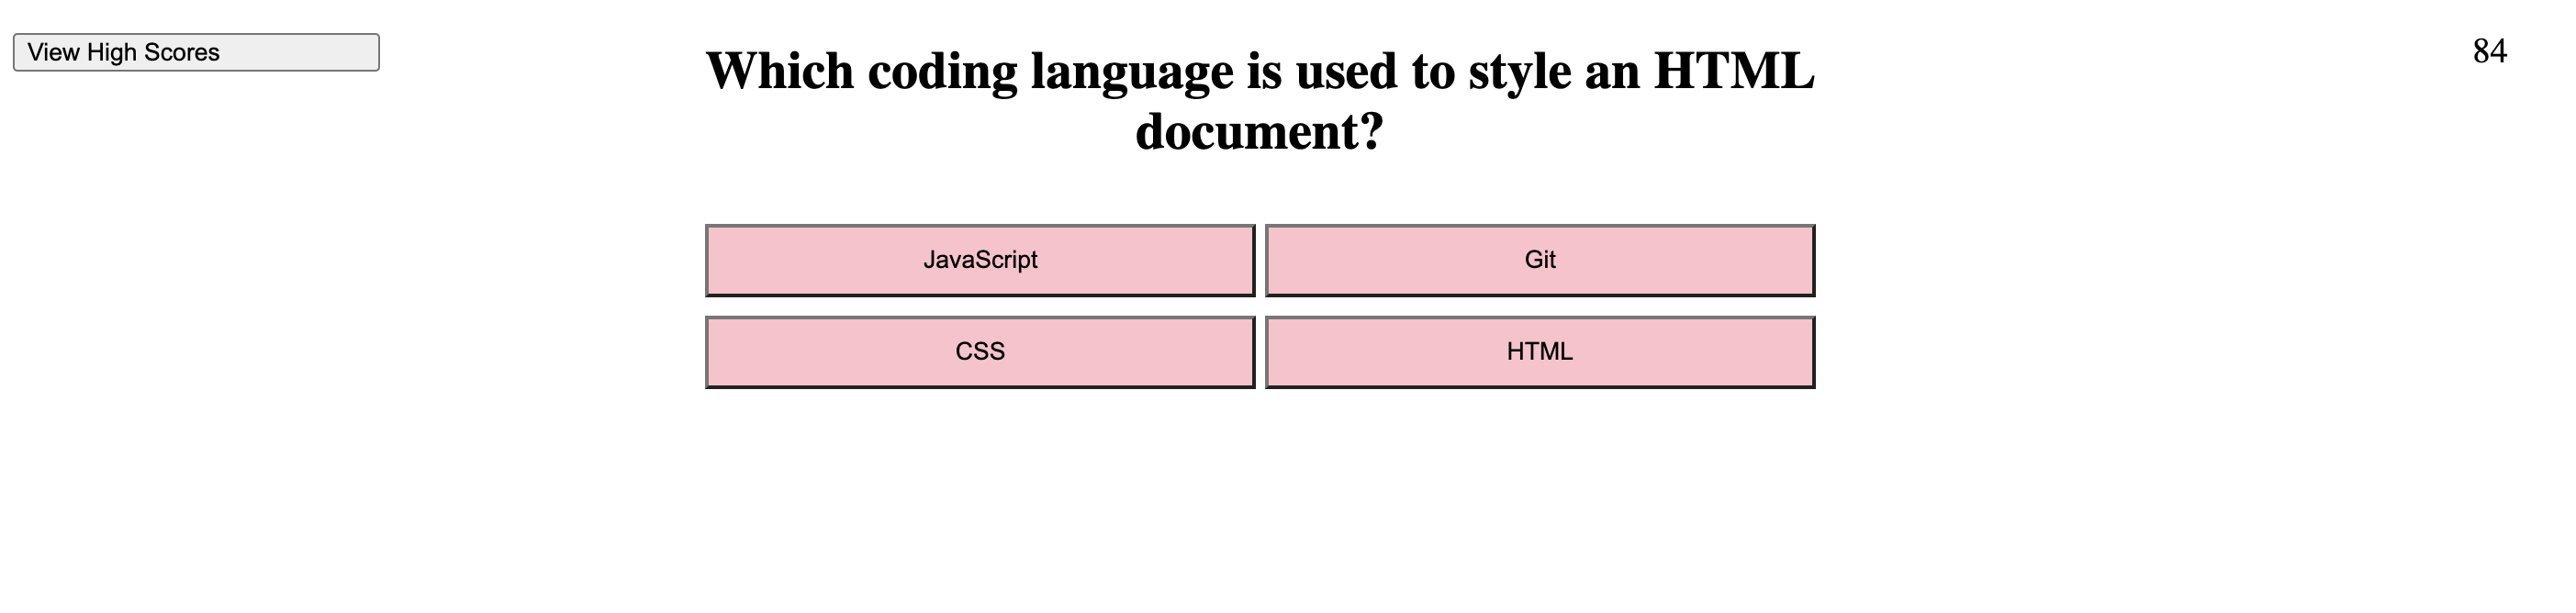 View High Scores
84
Which coding language is used to style an HTML
document?
JavaScript
Git
CSS
HTML